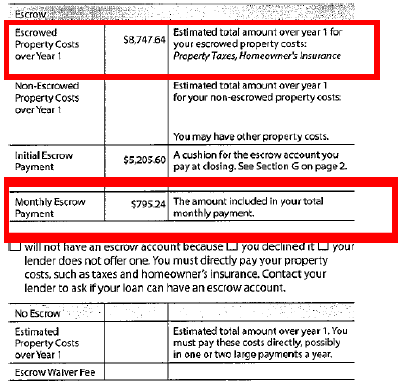 Escrow
Escrowed Property Costs over Year 1 $8,747.64 Estimated total amount over year 1 for your escrowed property costs: Property Taxes, Homeowner's Insurance
Non-Escrowed Property Costs over Year 1 Estimated total amount over year 1 for your non-escrowed property costs:
You may have other property costs.
Initial Escrow Payment $5,205.60 A cushion for the escrow account you pay at closing. See Section G on page 2.
Monthly Escrow Payment $795.24 The amount included in your total monthly payment.
☐ will not have an escrow account because ☐ you declined it ☐ your
lender does not offer one. You must directly pay your property
costs, such as taxes and homeowner's insurance. Contact your
lender to ask if your loan can have an escrow account.
No Escrow
Estimated Property Costs over Year 1 Estimated total amount over year 1. You must pay these costs directly, possibly in one or two large payments a year.
Escrow Waiver Fee